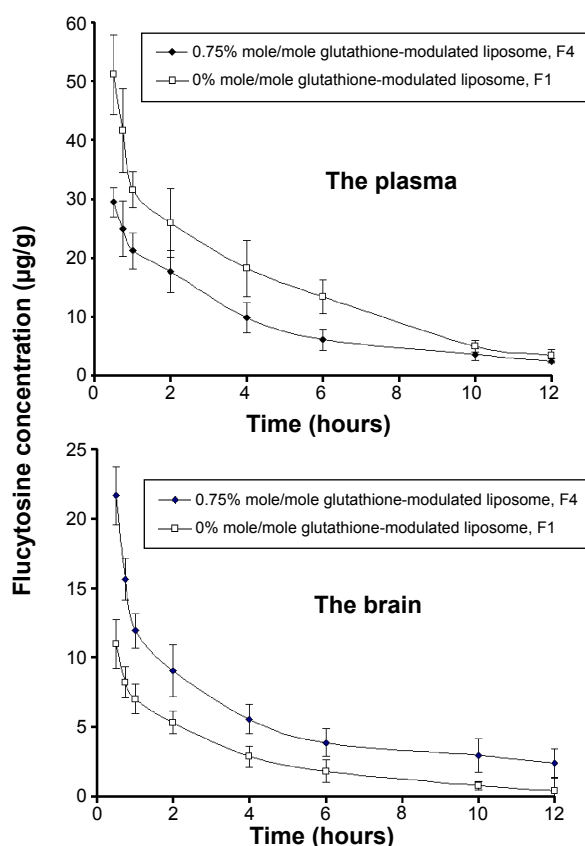 Flucytosine concentration (µg/g)
60
50
40
30
20
10
0
0.75% mole/mole glutathione-modulated liposome, F4
0% mole/mole glutathione-modulated liposome, F1
The plasma
0 2 4 6 8 10 12
Time (hours)
25
20
15
10
5
0
0.75% mole/mole glutathione-modulated liposome, F4
0% mole/mole glutathione-modulated liposome, F1
The brain
0 2 4 6 8 10 12
Time (hours)